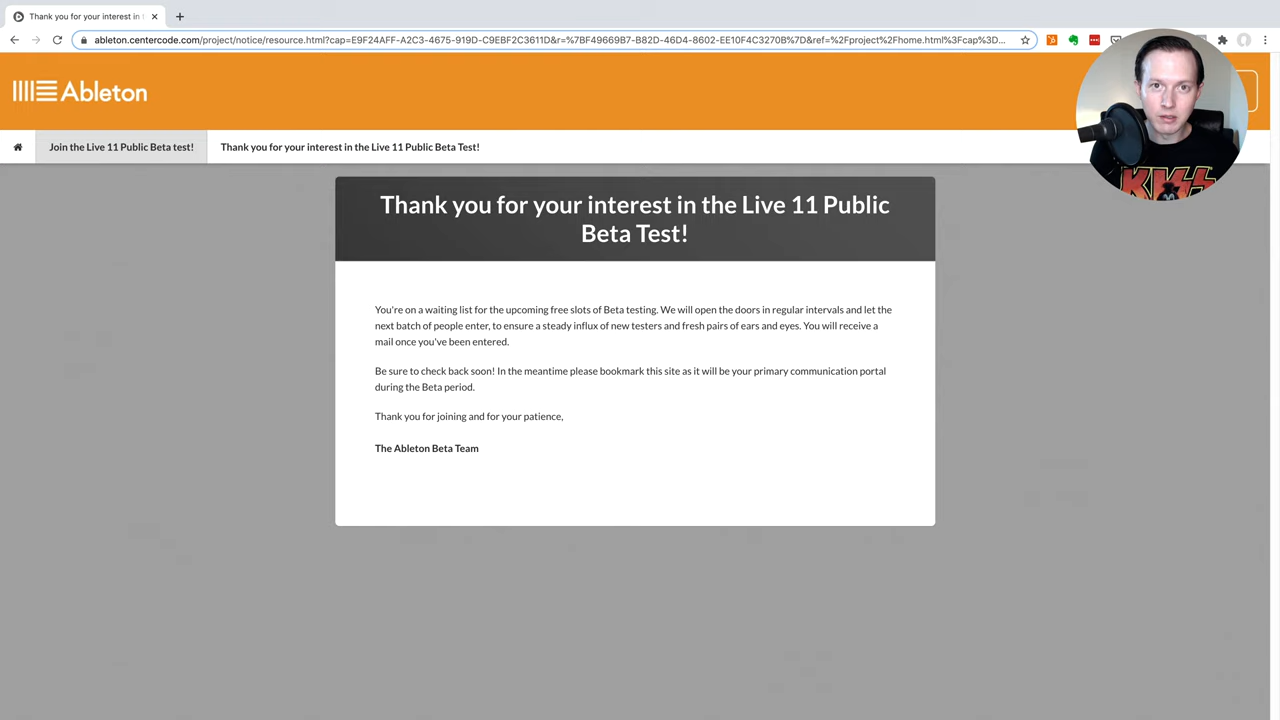 Thank you for your interest in t
ableton.centercode.com/project/notice/resource.html?cap=E9F24AFF-A2C3-4675-919D-C9EBF2C3611D&r=%7BF49669B7-B82D-46D4-8602-EE10F4C3270B%7D&ref=%2Fproject%2Fhome.html%3Fcap%3D...
Ableton
Join the Live 11 Public Beta test!
Thank you for your interest in the Live 11 Public Beta Test!
Thank you for your interest in the Live 11 Public
Beta Test!
You're on a waiting list for the upcoming free slots of Beta testing. We will open the doors in regular intervals and let the
next batch of people enter, to ensure a steady influx of new testers and fresh pairs of ears and eyes. You will receive a
mail once you've been entered.
Be sure to check back soon! In the meantime please bookmark this site as it will be your primary communication portal
during the Beta period.
Thank you for joining and for your patience,
The Ableton Beta Team